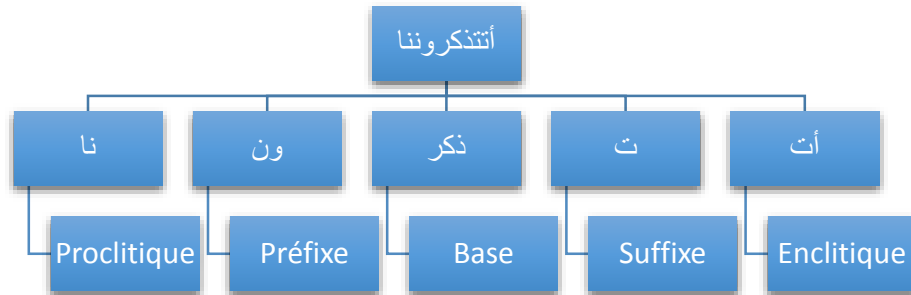 أتتذكروننا
نا
ون
ذكر
ت
أت
Proclitique
Préfixe
Base
Suffixe
Enclitique